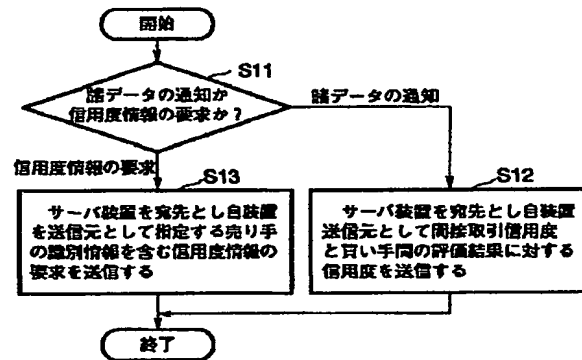 開始
S11
諸データの通知か
信用度情報の要求か？
諸データの通知
信用度情報の要求
S13
サーバ装置を宛先とし自装置
を送信元として指定する売り手
の識別情報を含む信用度情報の
要求を送信する
S12
サーバ装置を宛先とし自装置
送信元として間接取引信用度
と買い手間の評価結果に対する
信用度を送信する
終了